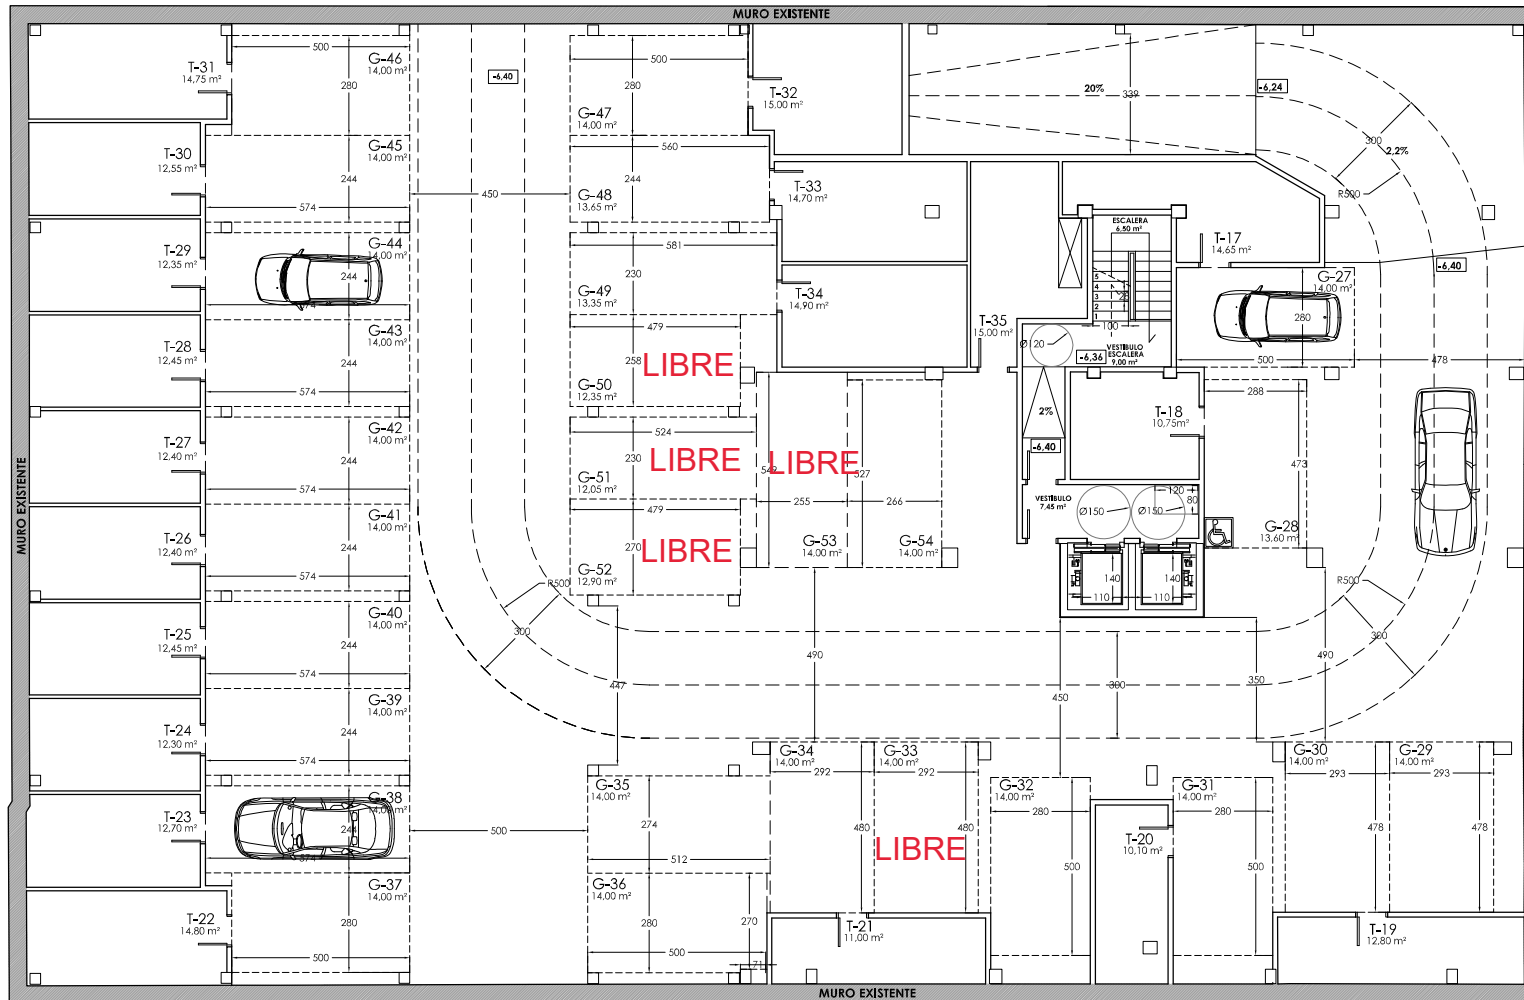 MURO EXISTENTE
T-31
14,75 m²
500
280
G-46
14,00 m²
-6,40
500
280
G-47
14,00 m²
T-32
15,00 m²
20%
339
-6,24
300
2,2%
R500
T-30
12,55 m²
G-45
14,00 m²
244
574
450
560
244
G-48
13,65 m²
T-33
14,70 m²
ESCALERA
6,50 m²
T-17
14,65 m²
-6,40
T-29
12,35 m²
G-44
14,00 m²
244
574
581
230
G-49
13,35 m²
T-34
14,90 m²
T-35
15,00 m²
5
4
3
2
1
100
Ø120
-6,36
VESTÍBULO
ESCALERA
9,00 m²
G-27
14,00 m²
280
500
478
T-28
12,45 m²
G-43
14,00 m²
244
574
479
258
LIBRE
G-50
12,35 m²
2%
T-18
10,75m²
288
T-27
12,40 m²
G-42
14,00 m²
244
574
524
230
LIBRE
G-51
12,05 m²
LIBRE
549
527
255
266
-6,40
473
MURO EXISTENTE
T-26
12,40 m²
G-41
14,00 m²
244
574
479
270
LIBRE
G-52
12,90 m²
G-53
14,00 m²
G-54
14,00 m²
VESTÍBULO
7,45 m²
Ø150
Ø150
120
80
G-28
13,60 m²
140
140
110
110
R500
300
R500
300
T-25
12,45 m²
G-40
14,00 m²
244
574
447
490
450
300
350
490
T-24
12,30 m²
G-39
14,00 m²
244
574
T-23
12,70 m²
G-38
14,00 m²
244
574
500
G-35
14,00 m²
274
512
G-34
14,00 m²
292
480
G-33
14,00 m²
292
480
LIBRE
G-32
14,00 m²
280
500
T-20
10,10 m²
G-31
14,00 m²
280
500
G-30
14,00 m²
293
478
G-29
14,00 m²
293
478
T-22
14,80 m²
G-37
14,00 m²
280
500
G-36
14,00 m²
280
270
500
71
T-21
11,00 m²
T-19
12,80 m²
MURO EXISTENTE